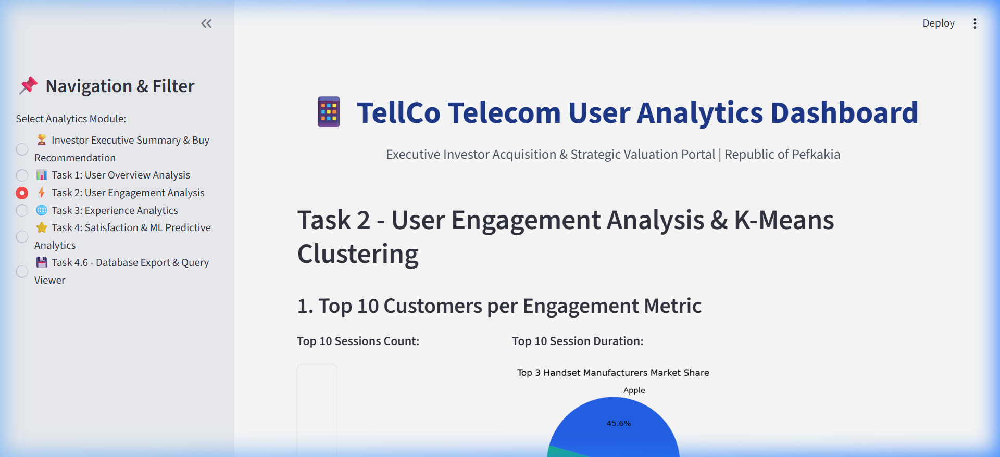 Deploy
📌 Navigation & Filter
Select Analytics Module:
🏆 Investor Executive Summary & Buy
Recommendation
📊 Task 1: User Overview Analysis
⚡ Task 2: User Engagement Analysis
🌐 Task 3: Experience Analytics
⭐ Task 4: Satisfaction & ML Predictive
Analytics
💾 Task 4.6 - Database Export & Query
Viewer
TellCo Telecom User Analytics Dashboard
Executive Investor Acquisition & Strategic Valuation Portal | Republic of Pefkakia
Task 2 - User Engagement Analysis & K-Means
Clustering
1. Top 10 Customers per Engagement Metric
Top 10 Sessions Count:
Top 10 Session Duration:
Top 3 Handset Manufacturers Market Share
Apple
45.6%